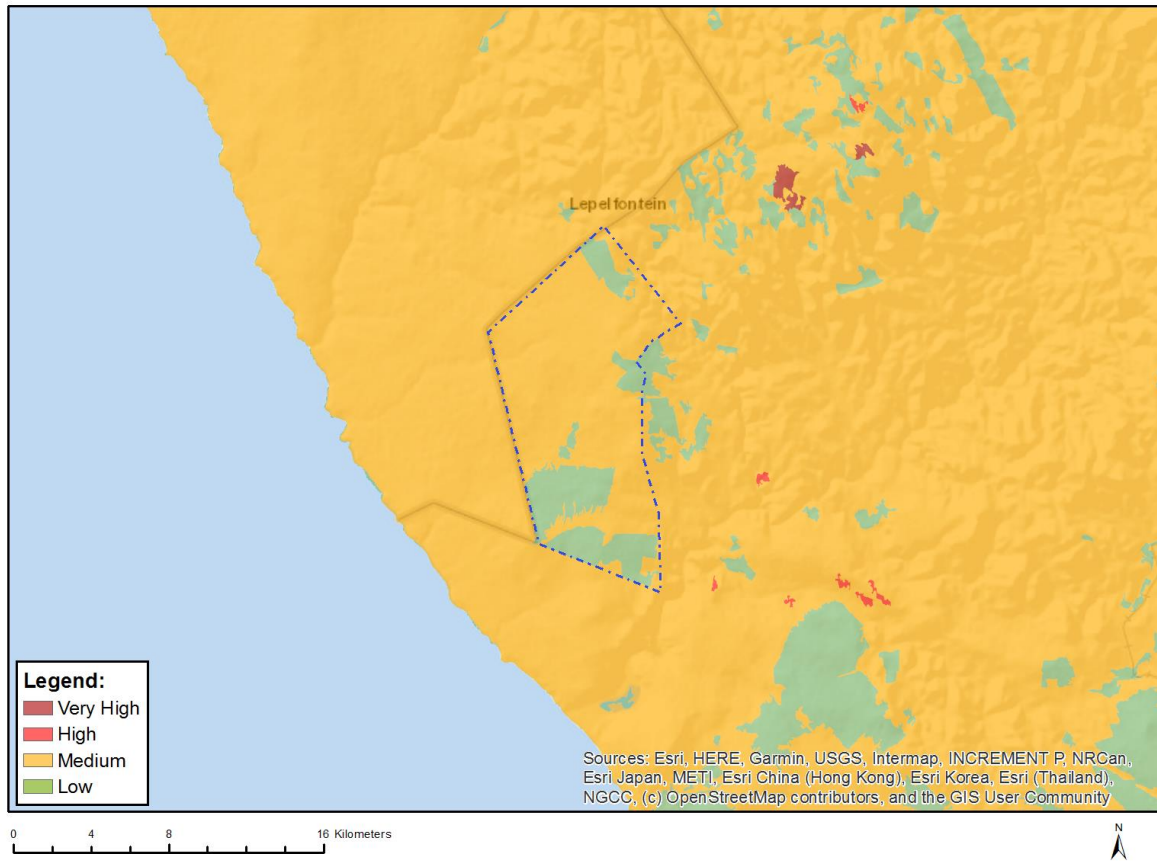 Lepelfontein
Legend:
Very High
High
Medium
Low
Sources: Esri, HERE, Garmin, USGS, Intermap, INCREMENT P, NRCan,
Esri Japan, METI, Esri China (Hong Kong), Esri Korea, Esri (Thailand),
NGCC, (c) OpenStreetMap contributors, and the GIS User Community
0 4 8 16 Kilometers
N